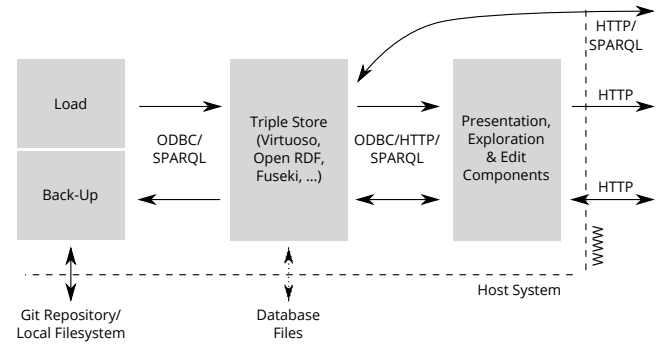 HTTP/
SPARQL
Load
ODBC/
SPARQL
Back-Up
Triple Store
(Virtuoso,
Open RDF,
Fuseki, ...)
ODBC/HTTP/
SPARQL
Presentation,
Exploration
& Edit
Components
HTTP
HTTP
WWW
Host System
Git Repository/
Local Filesystem
Database
Files